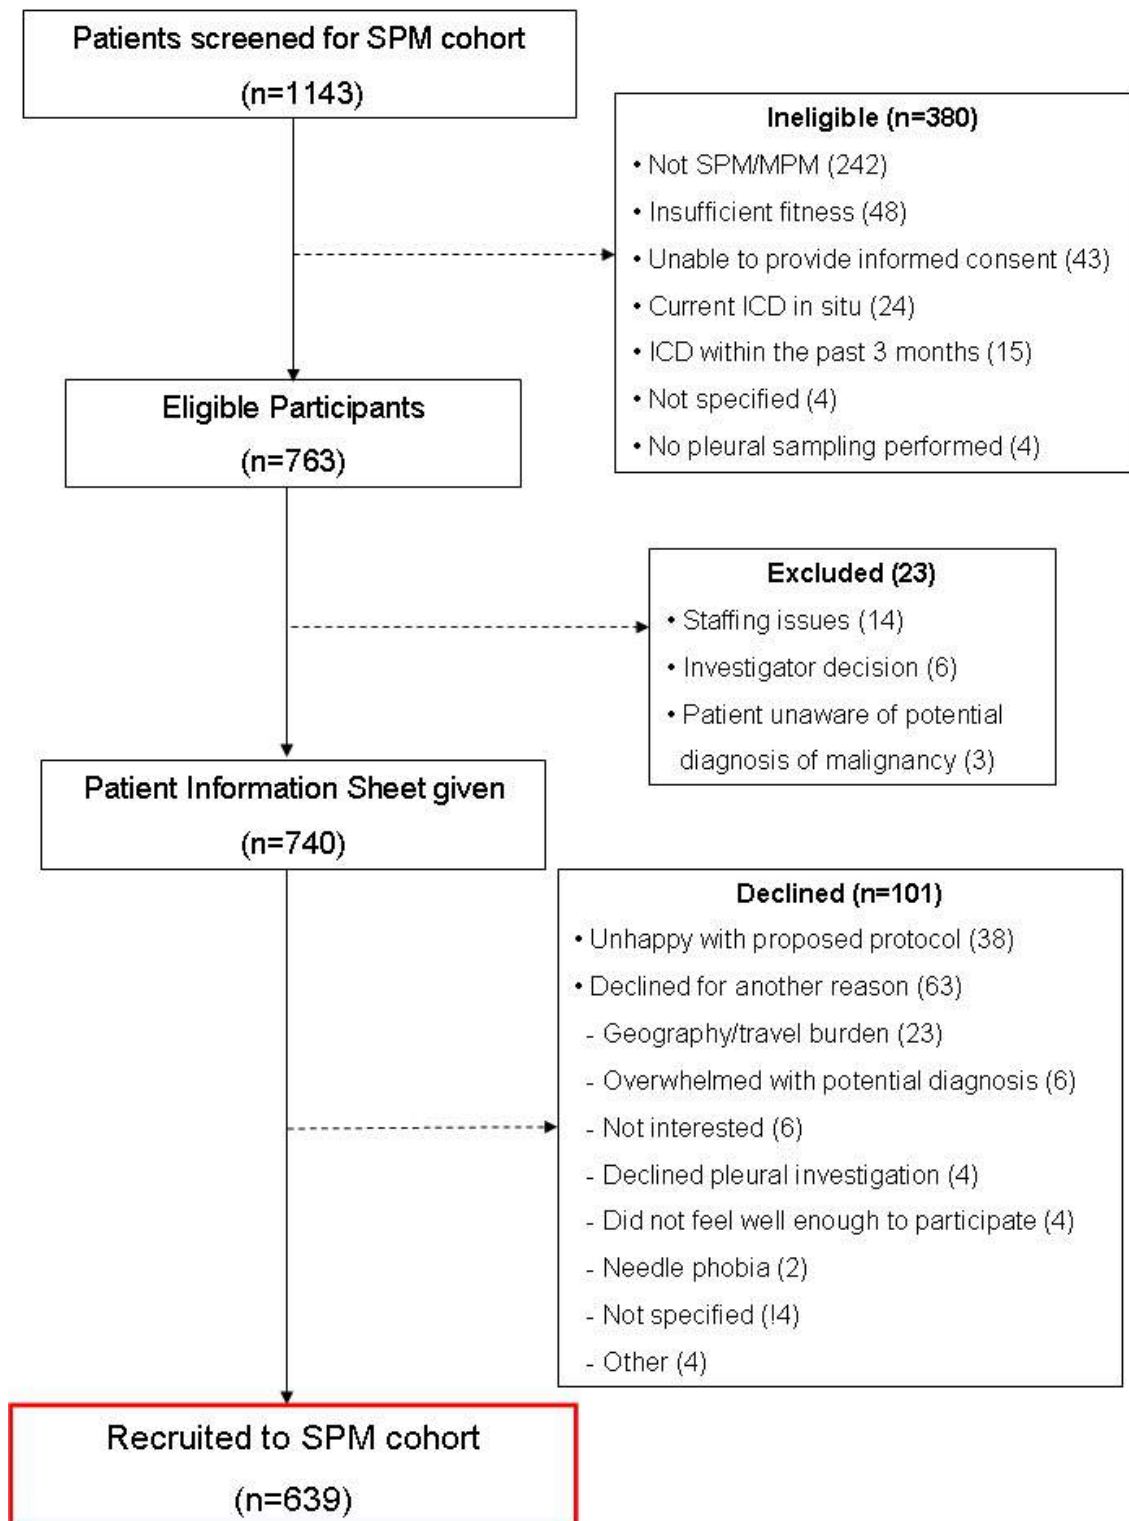 Patients screened for SPM cohort
(n=1143)
Ineligible (n=380)
• Not SPM/MPM (242)
• Insufficient fitness (48)
• Unable to provide informed consent (43)
• Current ICD in situ (24)
• ICD within the past 3 months (15)
• Not specified (4)
• No pleural sampling performed (4)
Eligible Participants
(n=763)
Excluded (23)
• Staffing issues (14)
• Investigator decision (6)
• Patient unaware of potential
diagnosis of malignancy (3)
Patient Information Sheet given
(n=740)
Declined (n=101)
• Unhappy with proposed protocol (38)
• Declined for another reason (63)
- Geography/travel burden (23)
- Overwhelmed with potential diagnosis (6)
- Not interested (6)
- Declined pleural investigation (4)
- Did not feel well enough to participate (4)
- Needle phobia (2)
- Not specified (!4)
- Other (4)
Recruited to SPM cohort
(n=639)